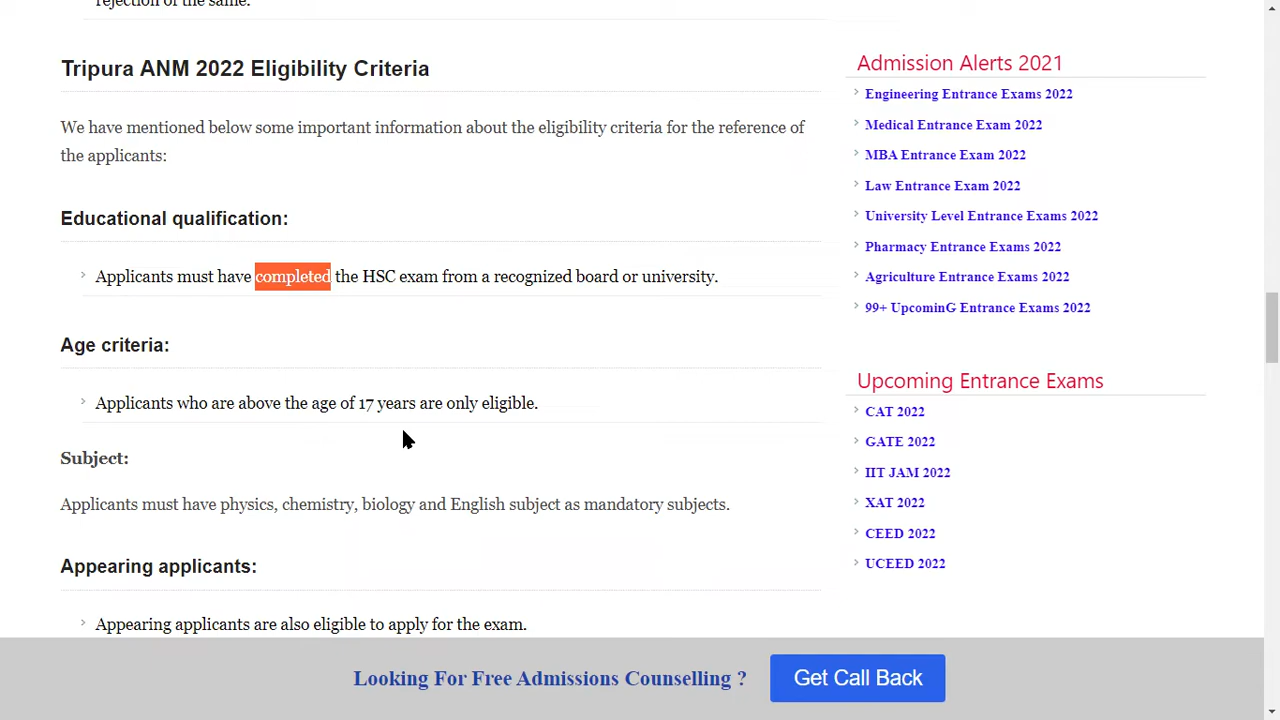 rejection of the same.
Tripura ANM 2022 Eligibility Criteria
We have mentioned below some important information about the eligibility criteria for the reference of
the applicants:
Educational qualification:
Applicants must have completed the HSC exam from a recognized board or university.
Age criteria:
Applicants who are above the age of 17 years are only eligible.
Subject:
Applicants must have physics, chemistry, biology and English subject as mandatory subjects.
Appearing applicants:
Appearing applicants are also eligible to apply for the exam.
Admission Alerts 2021
Engineering Entrance Exams 2022
Medical Entrance Exam 2022
MBA Entrance Exam 2022
Law Entrance Exam 2022
University Level Entrance Exams 2022
Pharmacy Entrance Exams 2022
Agriculture Entrance Exams 2022
99+ UpcominG Entrance Exams 2022
Upcoming Entrance Exams
CAT 2022
GATE 2022
IIT JAM 2022
XAT 2022
CEED 2022
UCEED 2022
Looking For Free Admissions Counselling ?
Get Call Back